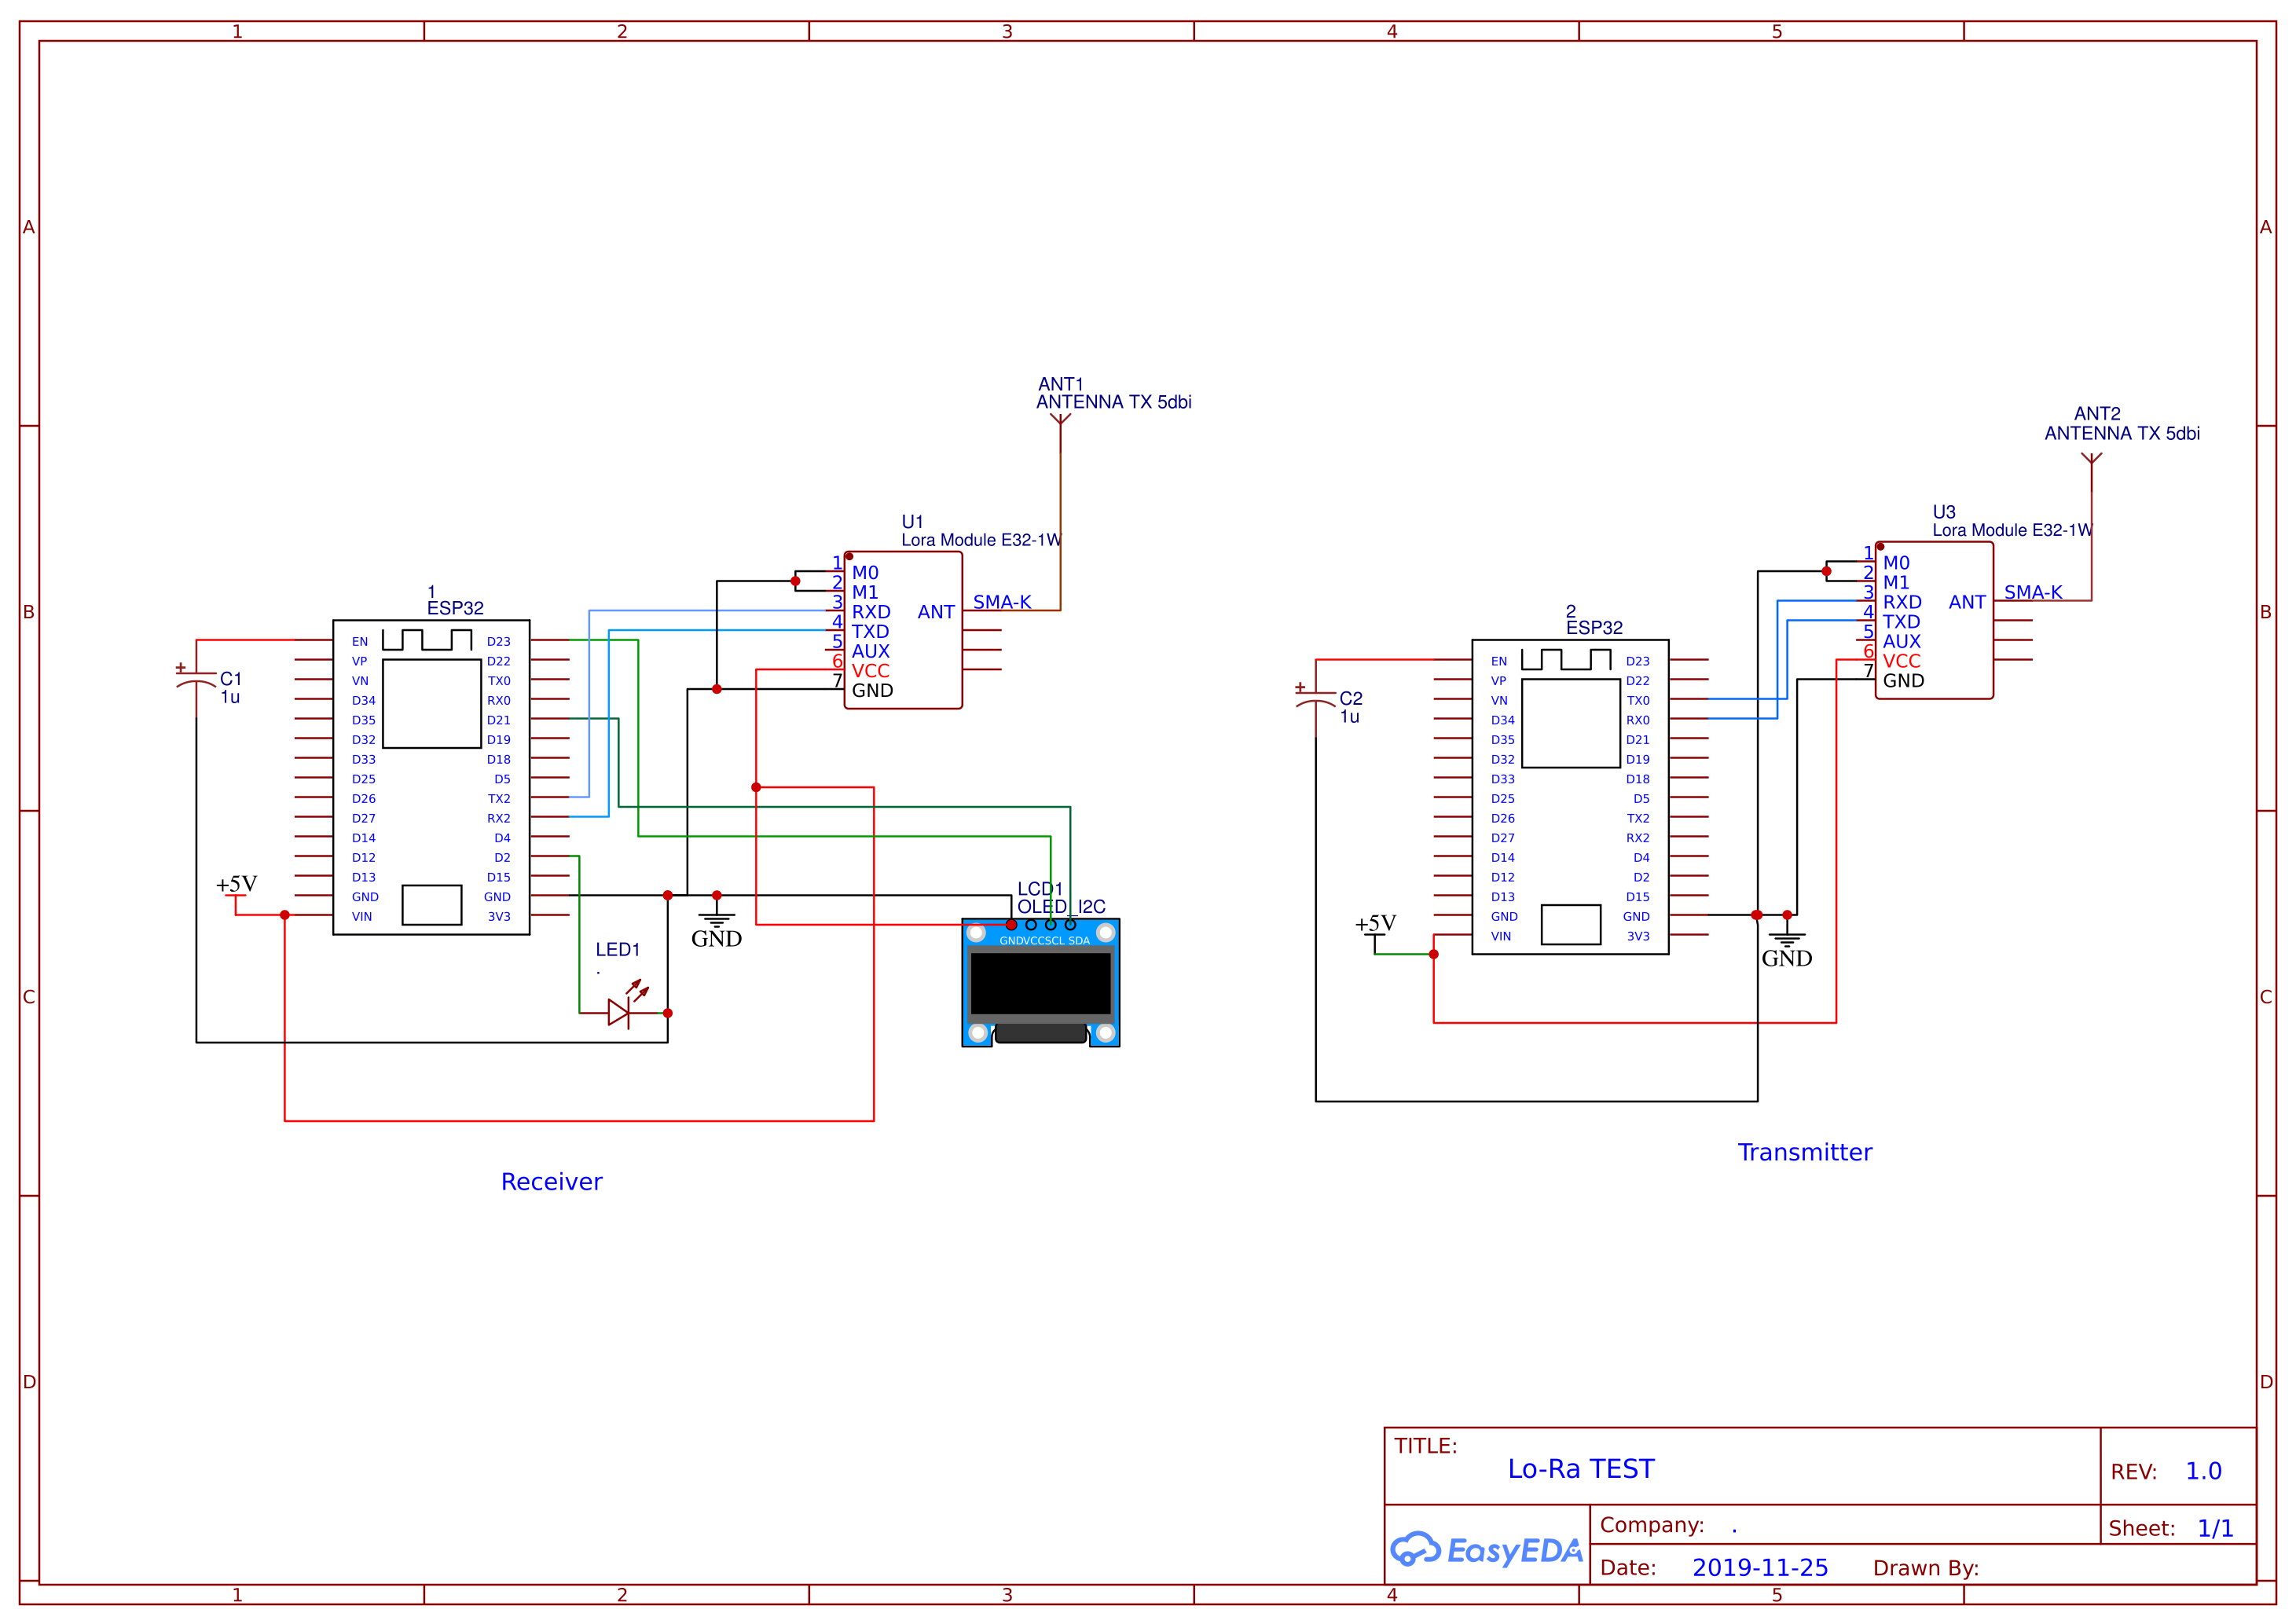 1 2 3 4 5
A A
B B
C C
D D
ANT1
ANTENNA TX 5dbi
U1
Lora Module E32-1W
1 M0
2 M1
3 RXD ANT SMA-K
4 TXD
5 AUX
6 VCC
7 GND
1
ESP32
EN D23
VP D22
VN TX0
D34 RX0
D35 D21
D32 D19
D33 D18
D25 D5
D26 TX2
D27 RX2
D14 D4
D12 D2
D13 D15
GND GND
VIN 3V3
+
C1
1u
+5V
LED1
.
GND
LCD1
OLED_I2C
GND VCC SCL SDA
Receiver
ANT2
ANTENNA TX 5dbi
U3
Lora Module E32-1W
1 M0
2 M1
3 RXD ANT SMA-K
4 TXD
5 AUX
6 VCC
7 GND
2
ESP32
EN D23
VP D22
VN TX0
D34 RX0
D35 D21
D32 D19
D33 D18
D25 D5
D26 TX2
D27 RX2
D14 D4
D12 D2
D13 D15
GND GND
VIN 3V3
+
C2
1u
+5V
GND
Transmitter
TITLE:
Lo-Ra TEST
REV: 1.0
EasyEDA
Company: .
Sheet: 1/1
Date: 2019-11-25 Drawn By:
1 2 3 4 5